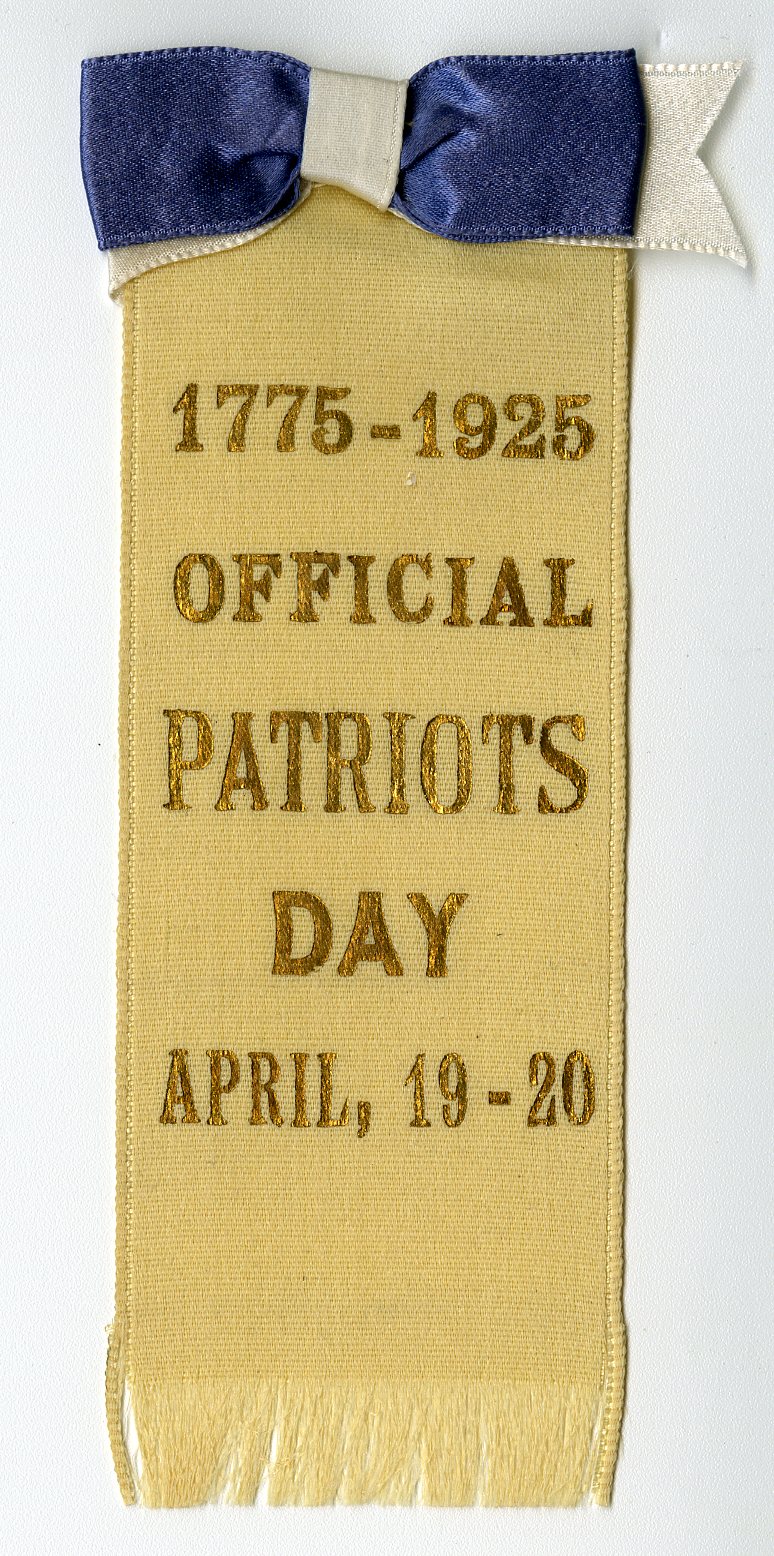 1775-1925
OFFICIAL
PATRIOTS
DAY
APRIL, 19-20